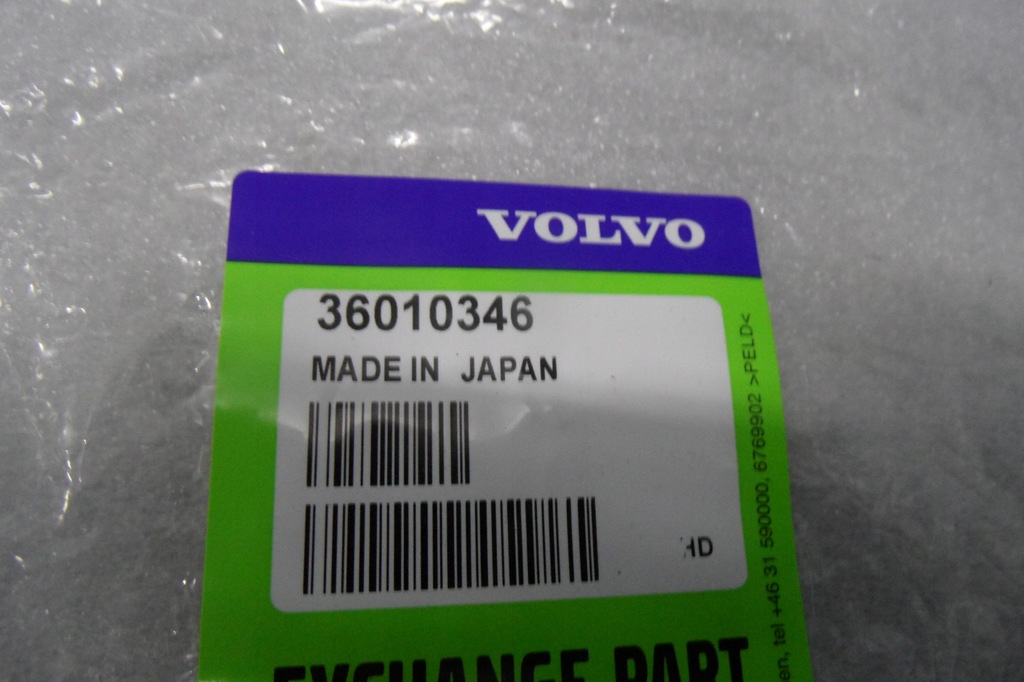 VOLVO
36010346
MADE IN JAPAN
HD
EXCHANGE PART
en, tel +46 31 590000, 6769902 >PELD<